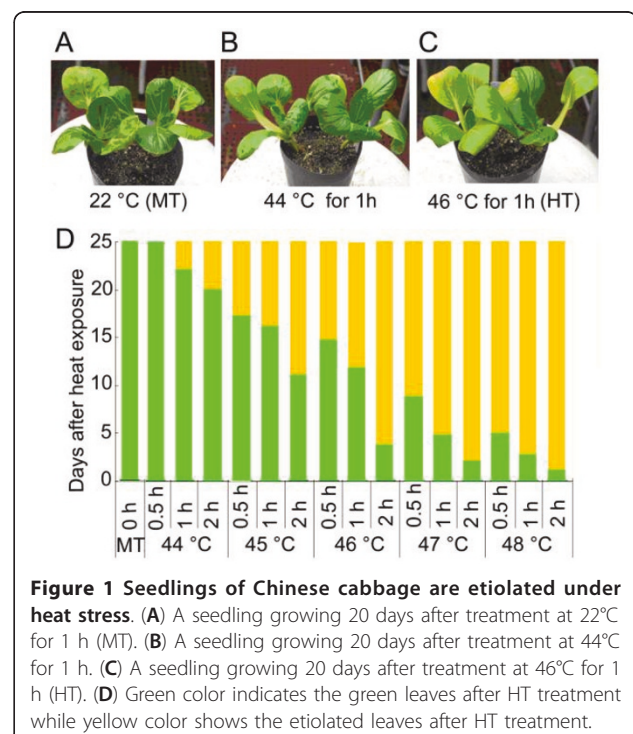 A B C
22 °C (MT) 44 °C for 1h 46 °C for 1h (HT)
D
Days after heat exposure
25
20
15
10
5
0
0 h 0.5 h 1 h 2 h 0.5 h 1 h 2 h 0.5 h 1 h 2 h 0.5 h 1 h 2 h 0.5 h 1 h 2 h
MT 44 °C 45 °C 46 °C 47 °C 48 °C
Figure 1 Seedlings of Chinese cabbage are etiolated under
heat stress. (A) A seedling growing 20 days after treatment at 22°C
for 1 h (MT). (B) A seedling growing 20 days after treatment at 44°C
for 1 h. (C) A seedling growing 20 days after treatment at 46°C for 1
h (HT). (D) Green color indicates the green leaves after HT treatment
while yellow color shows the etiolated leaves after HT treatment.